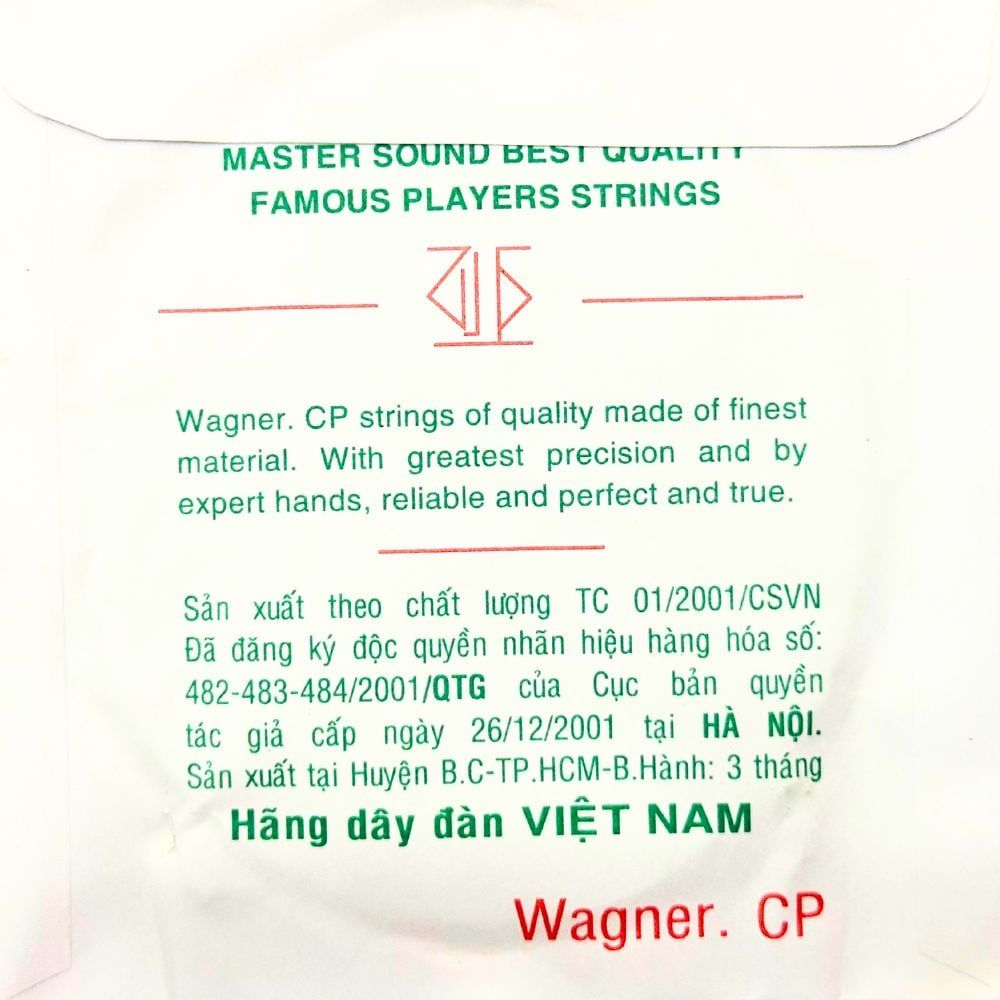 MASTER SOUND BEST QUALITY
FAMOUS PLAYERS STRINGS
Wagner. CP strings of quality made of finest
material. With greatest precision and by
expert hands, reliable and perfect and true.
Sản xuất theo chất lượng TC 01/2001/CSVN
Đã đăng ký độc quyền nhãn hiệu hàng hóa số:
482-483-484/2001/QTG của Cục bản quyền
tác giả cấp ngày 26/12/2001 tại HÀ NỘI.
Sản xuất tại Huyện B.C-TP.HCM-B.Hành: 3 tháng
Hãng dây đàn VIỆT NAM
Wagner. CP